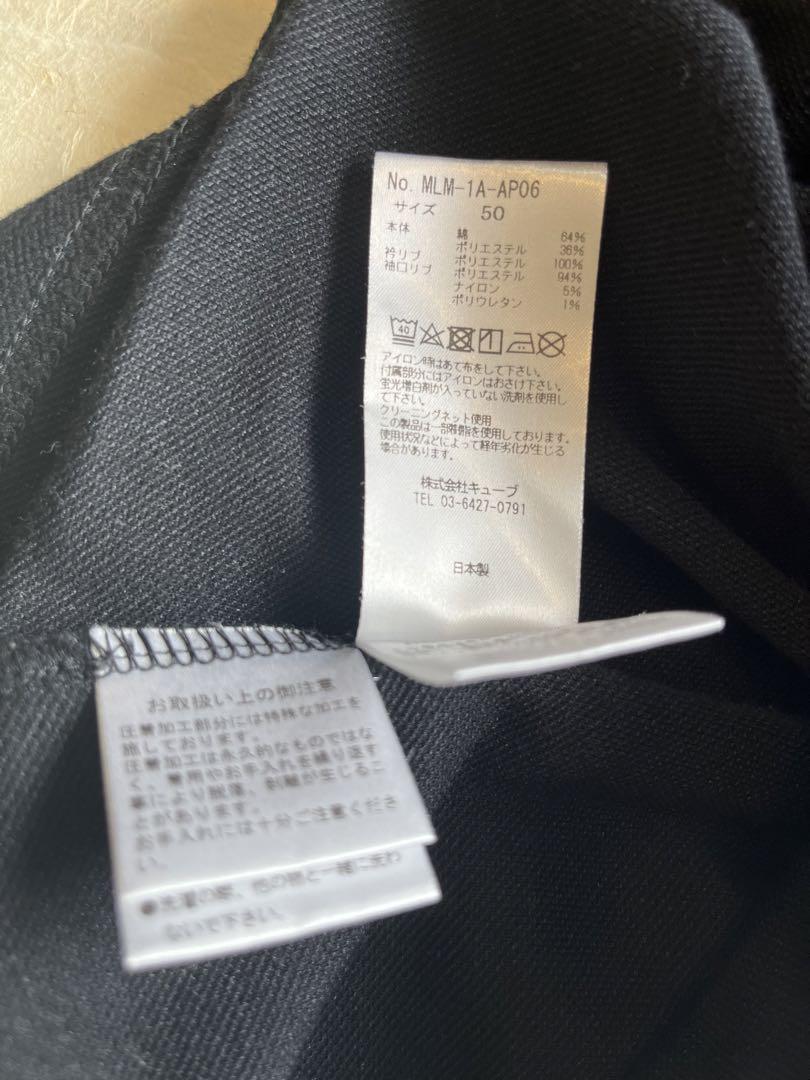 No. MLM-1A-AP06
サイズ 50
本体 綿 64%
ポリエステル 36%
衿リブ ポリエステル 100%
袖口リブ ポリエステル 94%
ナイロン 5%
ポリウレタン 1%
40
アイロン時はあて布をして下さい。
付属部分にはアイロンはおさけ下さい。
蛍光増白剤が入っていない洗剤を使用し
て下さい。
クリーニングネット使用
この製品は一部樹脂を使用しております。
使用状況などによって経年劣化が生じる
場合があります。
株式会社キューブ
TEL 03-6427-0791
日本製
お取扱い上の御注意
圧着加工部分には特殊な加工を
施しております。
圧着加工は永久的なものではな
く、着用やお手入れを繰り返す
事により脱落、剥離が生じるこ
とがあります。
お手入れには十分ご注意くださ
い。
●洗濯の際、他の物と一緒に洗わ
ないで下さい。